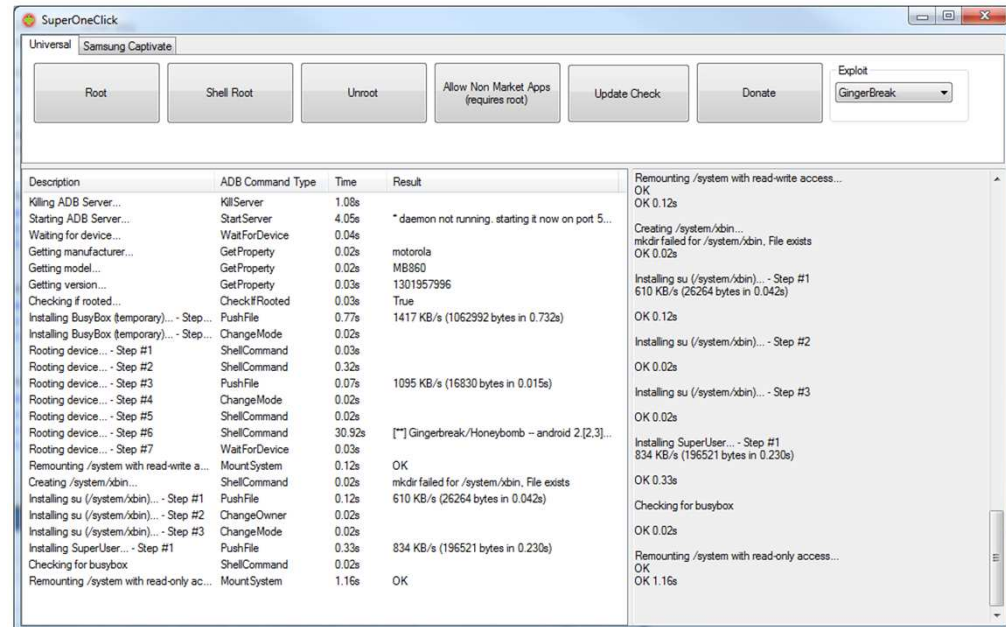 SuperOneClick
Universal Samsung Captivate
Root Shell Root Unroot Allow Non Market Apps (requires root) Update Check Donate Exploit GingerBreak
Description ADB Command Type Time Result
Killing ADB Server... KillServer 1.08s
Starting ADB Server... StartServer 4.05s * daemon not running. starting it now on port 5...
Waiting for device... WaitForDevice 0.04s
Getting manufacturer... GetProperty 0.02s motorola
Getting model... GetProperty 0.02s MB860
Getting version... GetProperty 0.03s 1301957996
Checking if rooted... CheckIfRooted 0.03s True
Installing BusyBox (temporary)... - Step... PushFile 0.77s 1417 KB/s (1062992 bytes in 0.732s)
Installing BusyBox (temporary)... - Step... ChangeMode 0.02s
Rooting device... - Step #1 ShellCommand 0.03s
Rooting device... - Step #2 ShellCommand 0.32s
Rooting device... - Step #3 PushFile 0.07s 1095 KB/s (16830 bytes in 0.015s)
Rooting device... - Step #4 ChangeMode 0.02s
Rooting device... - Step #5 ShellCommand 0.02s
Rooting device... - Step #6 ShellCommand 30.92s [**] Gingerbreak/Honeybomb -- android 2.[2,3]...
Rooting device... - Step #7 WaitForDevice 0.03s
Remounting /system with read-write a... MountSystem 0.12s OK
Creating /system/xbin... ShellCommand 0.02s mkdir failed for /system/xbin, File exists
Installing su (/system/xbin)... - Step #1 PushFile 0.12s 610 KB/s (26264 bytes in 0.042s)
Installing su (/system/xbin)... - Step #2 ChangeOwner 0.02s
Installing su (/system/xbin)... - Step #3 ChangeMode 0.02s
Installing SuperUser... - Step #1 PushFile 0.33s 834 KB/s (196521 bytes in 0.230s)
Checking for busybox ShellCommand 0.02s
Remounting /system with read-only ac... MountSystem 1.16s OK
Remounting /system with read-write access...
OK
OK 0.12s
Creating /system/xbin...
mkdir failed for /system/xbin, File exists
OK 0.02s
Installing su (/system/xbin)... - Step #1
610 KB/s (26264 bytes in 0.042s)
OK 0.12s
Installing su (/system/xbin)... - Step #2
OK 0.02s
Installing su (/system/xbin)... - Step #3
OK 0.02s
Installing SuperUser... - Step #1
834 KB/s (196521 bytes in 0.230s)
OK 0.33s
Checking for busybox
OK 0.02s
Remounting /system with read-only access...
OK
OK 1.16s